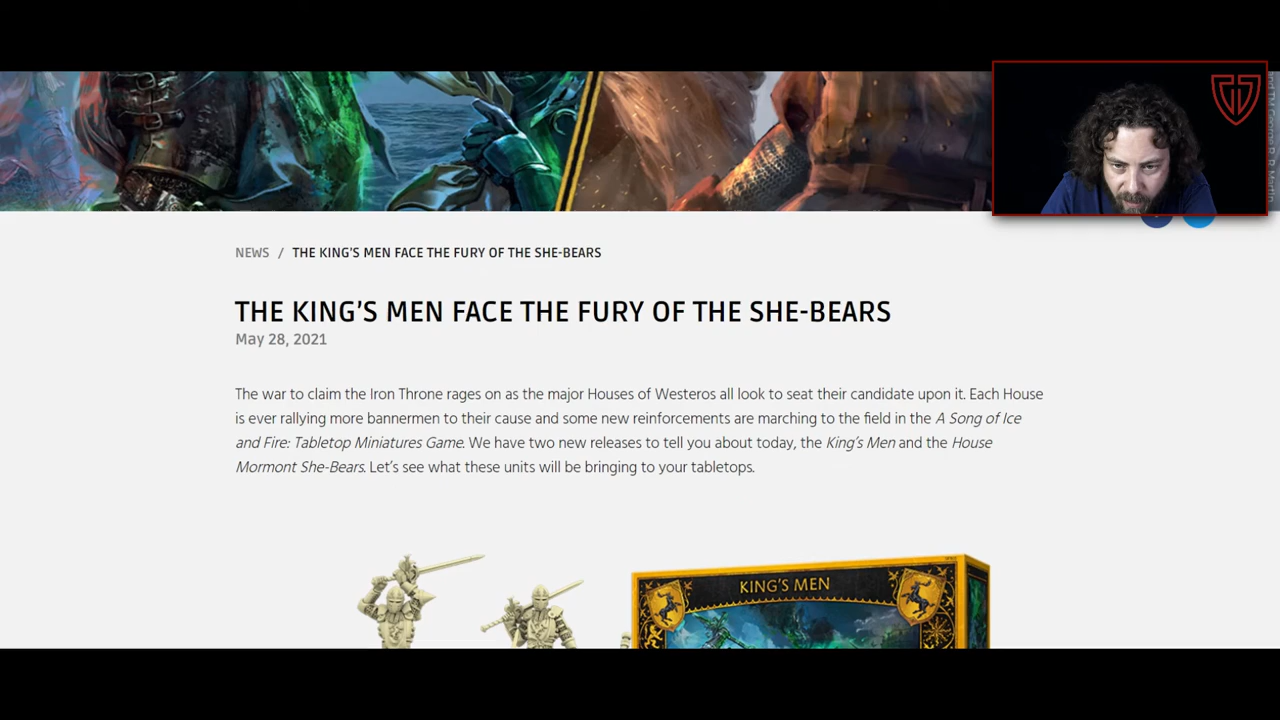 NEWS / THE KING'S MEN FACE THE FURY OF THE SHE-BEARS
THE KING'S MEN FACE THE FURY OF THE SHE-BEARS
May 28, 2021
The war to claim the Iron Throne rages on as the major Houses of Westeros all look to seat their candidate upon it. Each House
is ever rallying more bannermen to their cause and some new reinforcements are marching to the field in the A Song of Ice
and Fire: Tabletop Miniatures Game. We have two new releases to tell you about today, the King's Men and the House
Mormont She-Bears. Let's see what these units will be bringing to your tabletops.
KING'S MEN